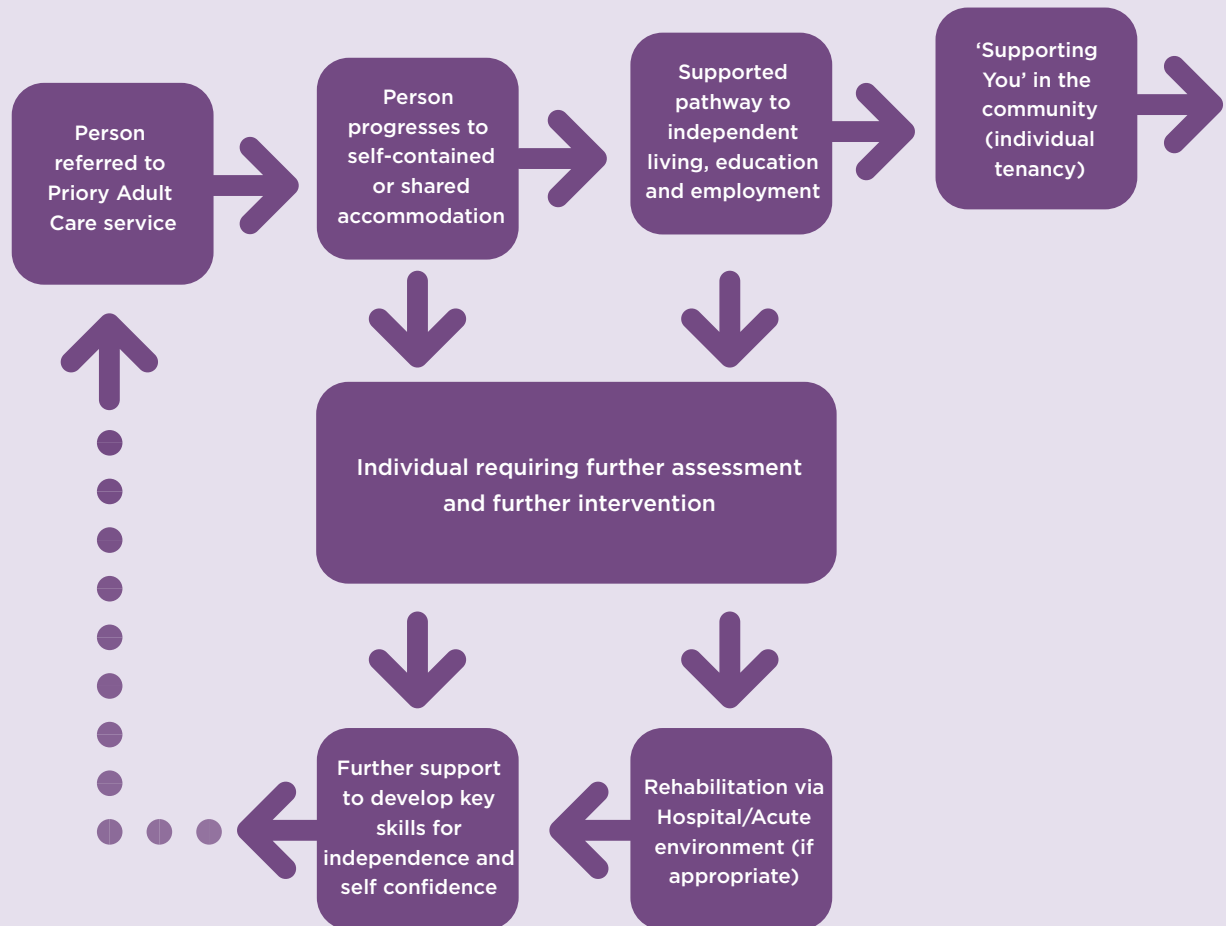 Person
referred to
Priory Adult
Care service
Person
progresses to
self-contained
or shared
accommodation
Supported
pathway to
independent
living, education
and employment
‘Supporting
You’ in the
community
(individual
tenancy)
Individual requiring further assessment
and further intervention
Further support
to develop key
skills for
independence and
self confidence
Rehabilitation via
Hospital/Acute
environment (if
appropriate)